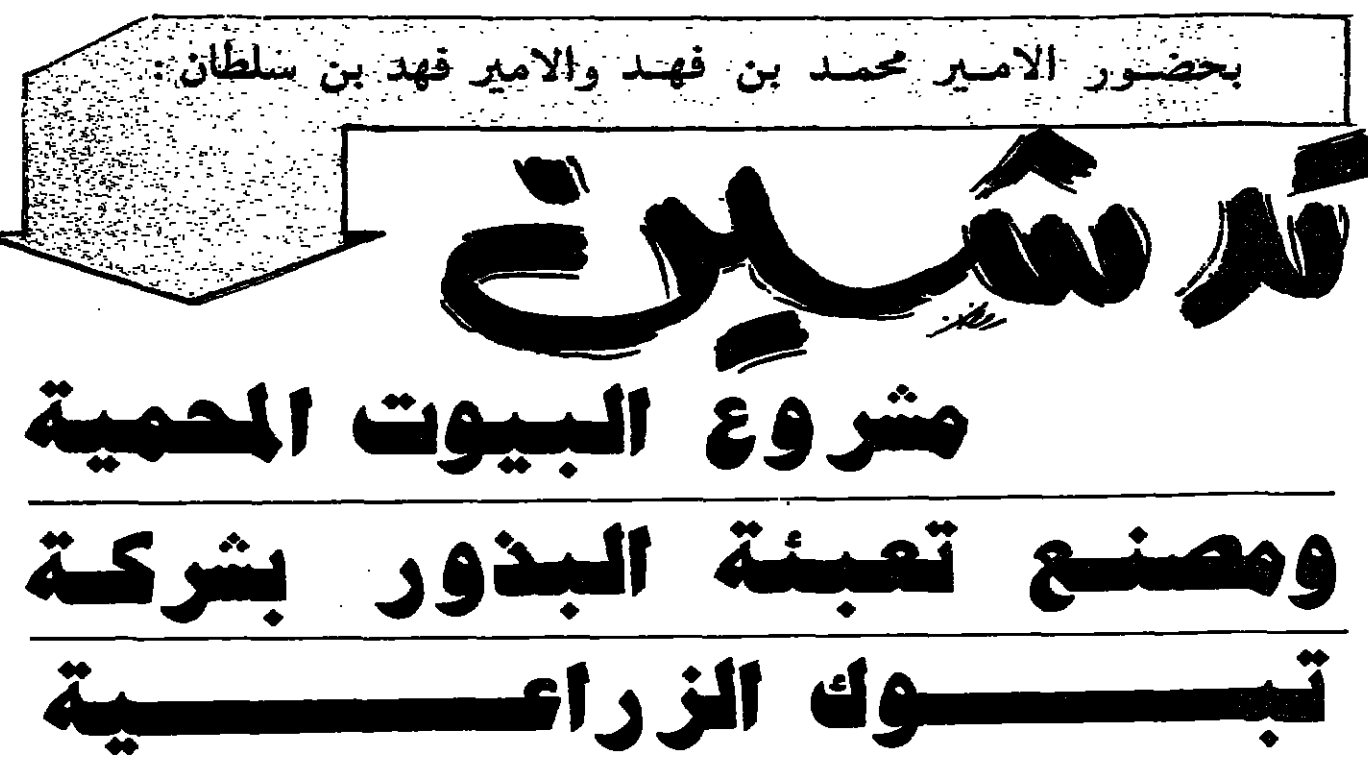 بحضور الامير محمد بن فهد والامير فهد بن سلطان :
تدشين
مشروع البيوت المحمية
ومصنع تعبئة البذور بشركة
تبوك الزراعية